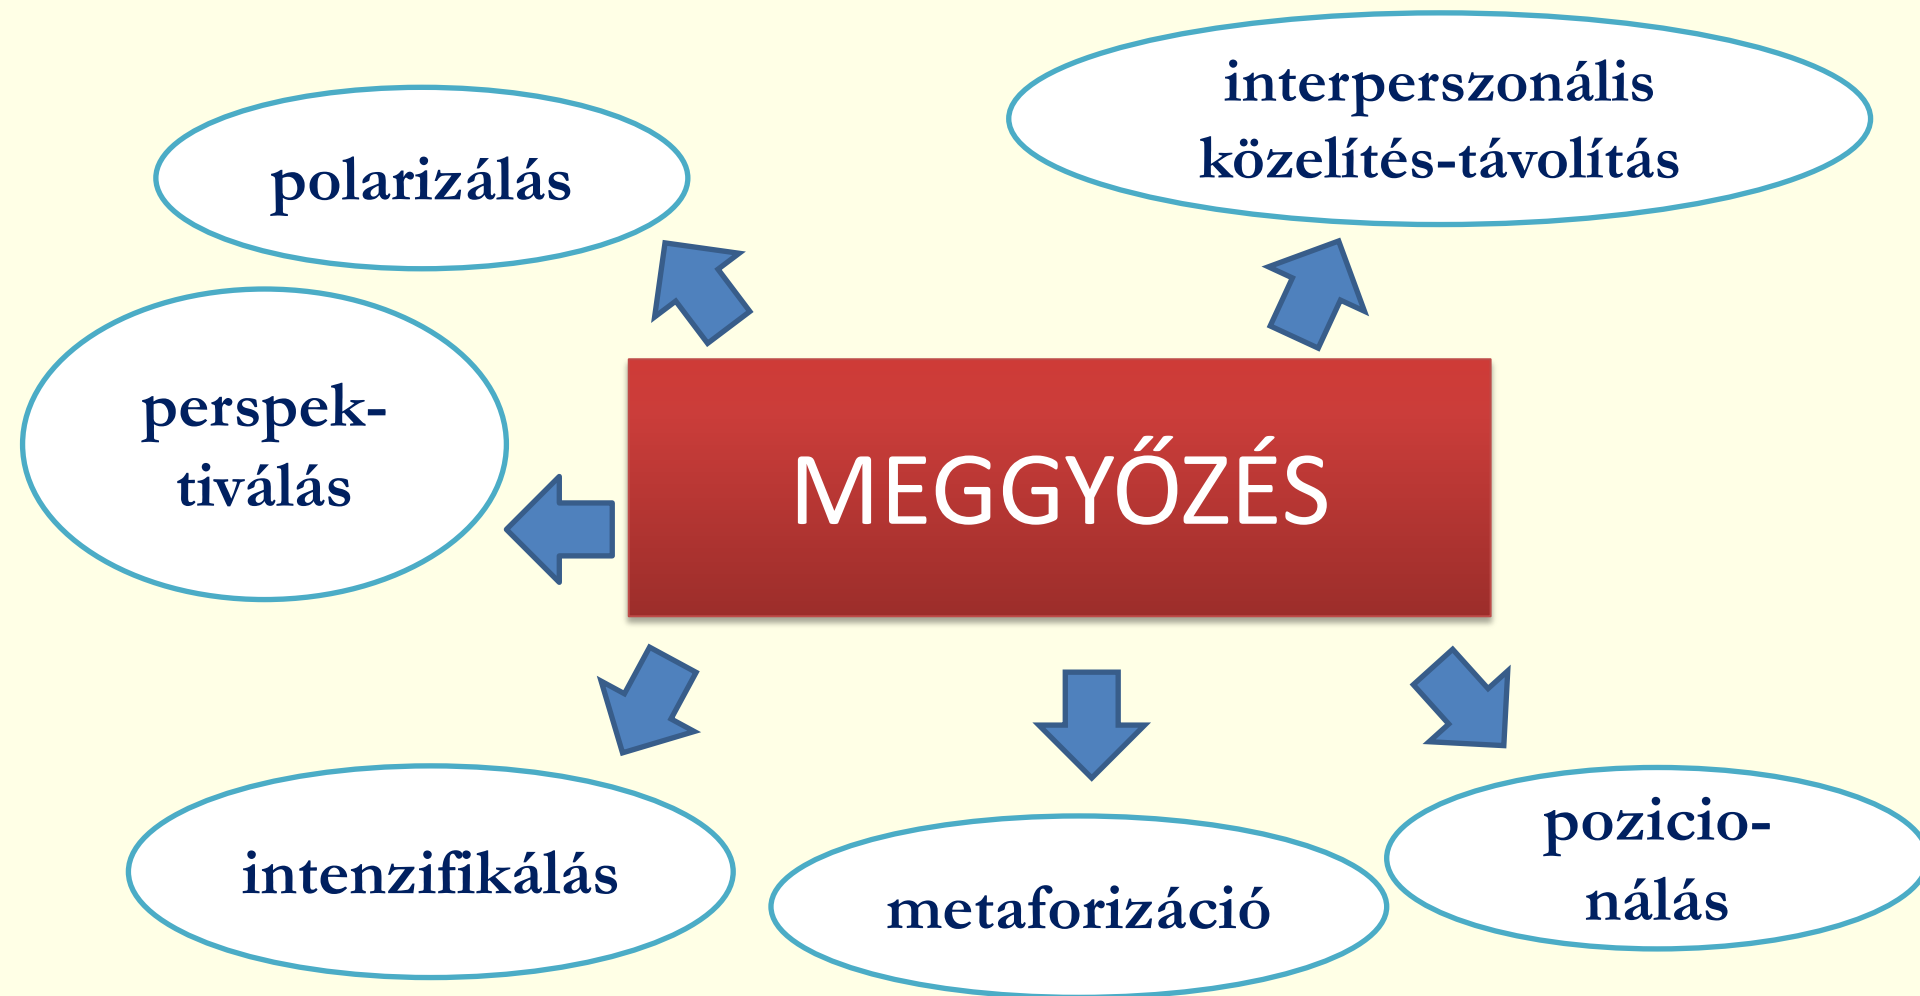 interperszonális
közelítés-távolítás
polarizálás
perspek-
tiválás
MEGGYŐZÉS
intenzifikálás
metaforizáció
pozicio-
nálás